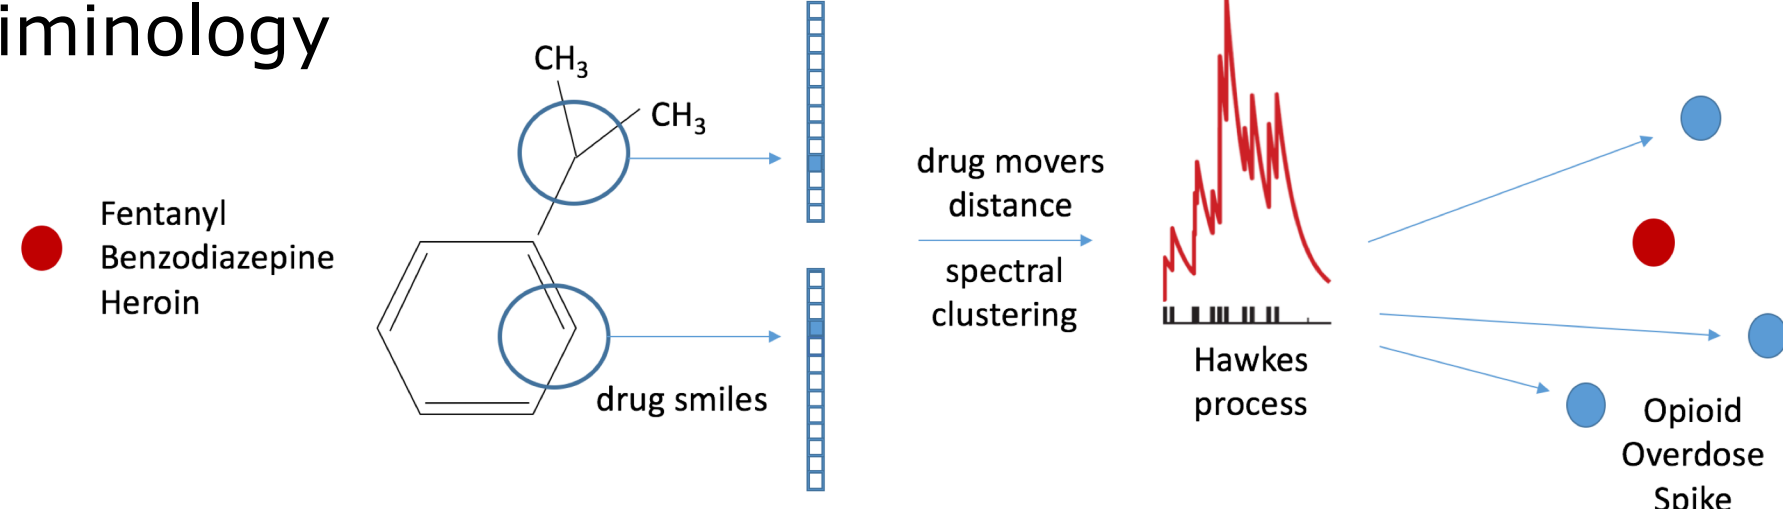 iminology
CH3
CH3
Fentanyl
Benzodiazepine
Heroin
drug smiles
drug movers
distance
spectral
clustering
Hawkes
process
Opioid
Overdose
Spike